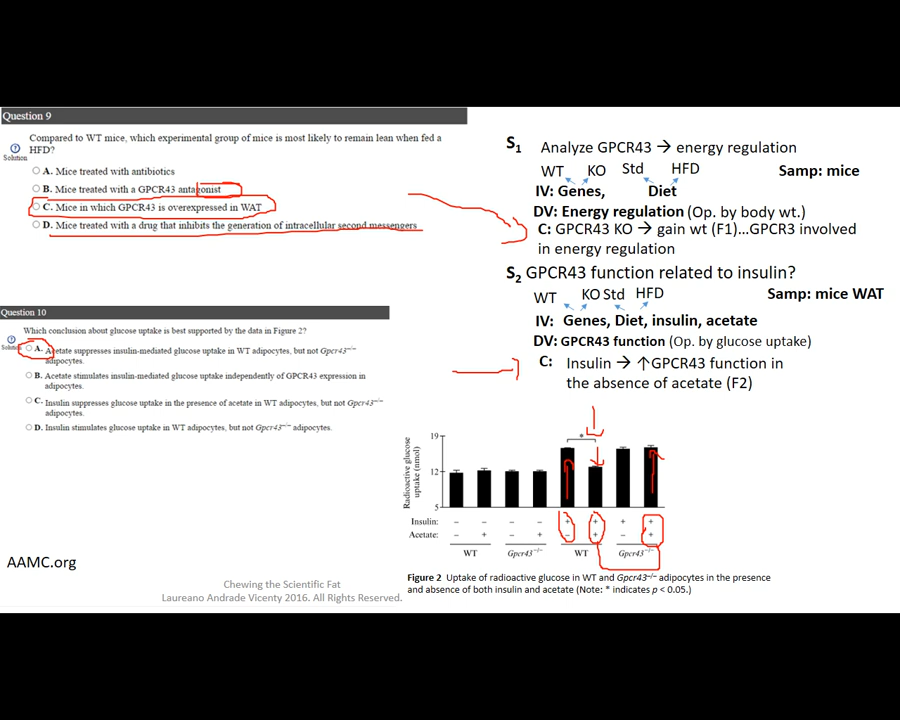 Question 9
Compared to WT mice, which experimental group of mice is most likely to remain lean when fed a
HFD?
Solution
A. Mice treated with antibiotics
B. Mice treated with a GPCR43 antagonist
C. Mice in which GPCR43 is overexpressed in WAT
D. Mice treated with a drug that inhibits the generation of intracellular second messengers
Question 10
Which conclusion about glucose uptake is best supported by the data in Figure 2?
Solution
A. Acetate suppresses insulin-mediated glucose uptake in WT adipocytes, but not Gpcr43−/−
adipocytes.
B. Acetate stimulates insulin-mediated glucose uptake independently of GPCR43 expression in
adipocytes.
C. Insulin suppresses glucose uptake in the presence of acetate in WT adipocytes, but not Gpcr43−/−
adipocytes.
D. Insulin stimulates glucose uptake in WT adipocytes, but not Gpcr43−/− adipocytes.
AAMC.org
Chewing the Scientific Fat
Laureano Andrade Vicenty 2016. All Rights Reserved.
S1 Analyze GPCR43 → energy regulation
WT KO Std HFD Samp: mice
IV: Genes, Diet
DV: Energy regulation (Op. by body wt.)
C: GPCR43 KO → gain wt (F1)...GPCR3 involved
in energy regulation
S2 GPCR43 function related to insulin?
WT KO Std HFD Samp: mice WAT
IV: Genes, Diet, insulin, acetate
DV: GPCR43 function (Op. by glucose uptake)
C: Insulin → ↑GPCR43 function in
the absence of acetate (F2)
Radioactive glucose
uptake (nmol)
19
12
5
*
Insulin: − − − − + + + +
Acetate: − + − + − + − +
WT Gpcr43−/− WT Gpcr43−/−
Figure 2 Uptake of radioactive glucose in WT and Gpcr43−/− adipocytes in the presence
and absence of both insulin and acetate (Note: * indicates p < 0.05.)